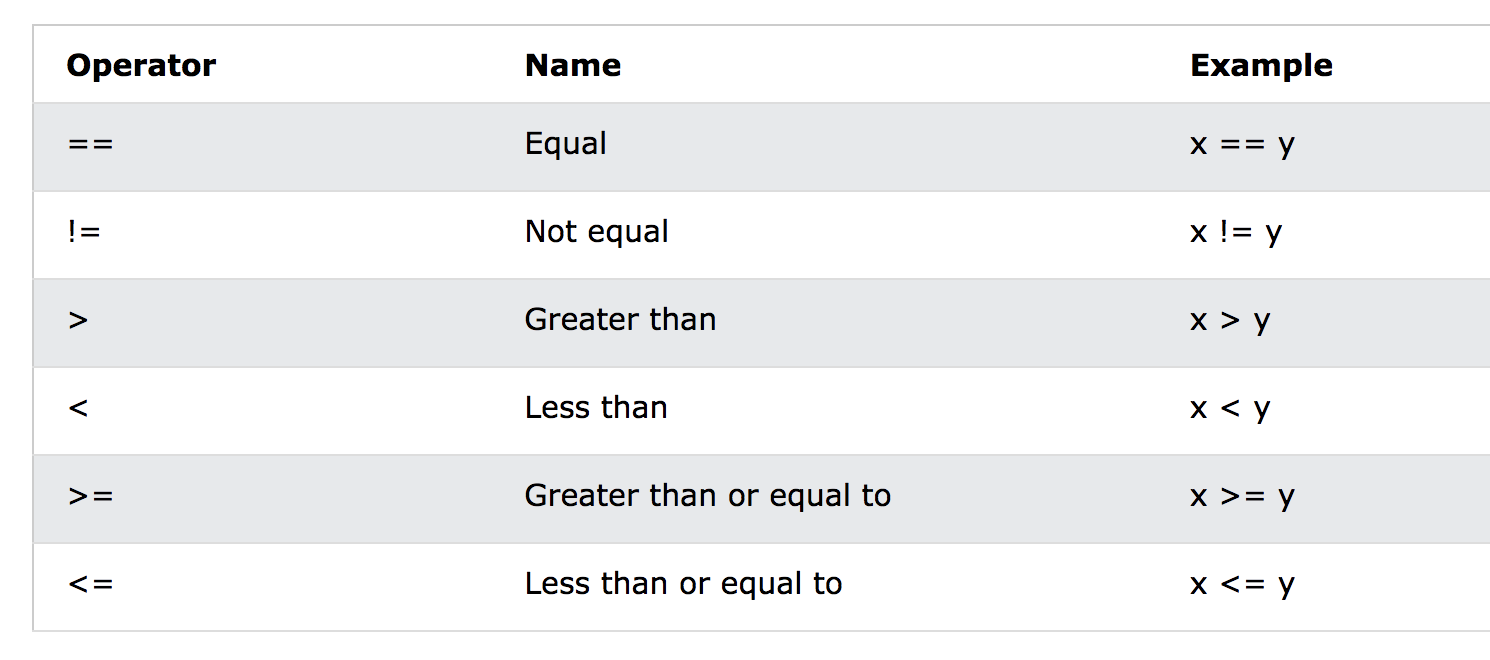 Operator Name Example
== Equal x == y
!= Not equal x != y
> Greater than x > y
< Less than x < y
>= Greater than or equal to x >= y
<= Less than or equal to x <= y